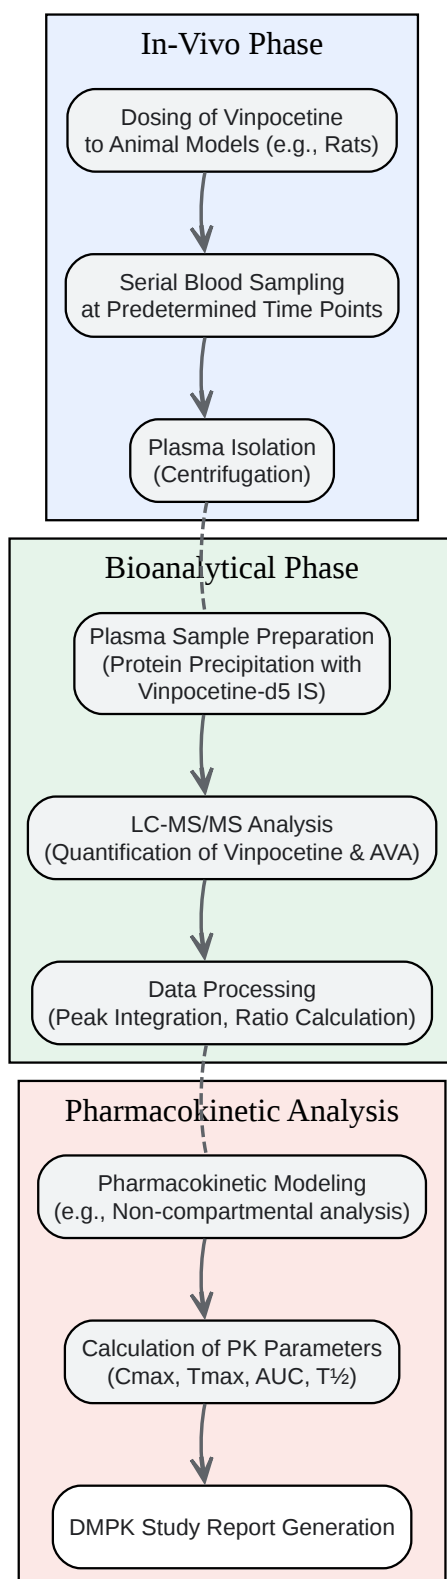 In-Vivo Phase
Dosing of Vinpocetine
to Animal Models (e.g., Rats)
Serial Blood Sampling
at Predetermined Time Points
Plasma Isolation
(Centrifugation)
Bioanalytical Phase
Plasma Sample Preparation
(Protein Precipitation with
Vinpocetine-d5 IS)
LC-MS/MS Analysis
(Quantification of Vinpocetine & AVA)
Data Processing
(Peak Integration, Ratio Calculation)
Pharmacokinetic Analysis
Pharmacokinetic Modeling
(e.g., Non-compartmental analysis)
Calculation of PK Parameters
(Cmax, Tmax, AUC, T½)
DMPK Study Report Generation